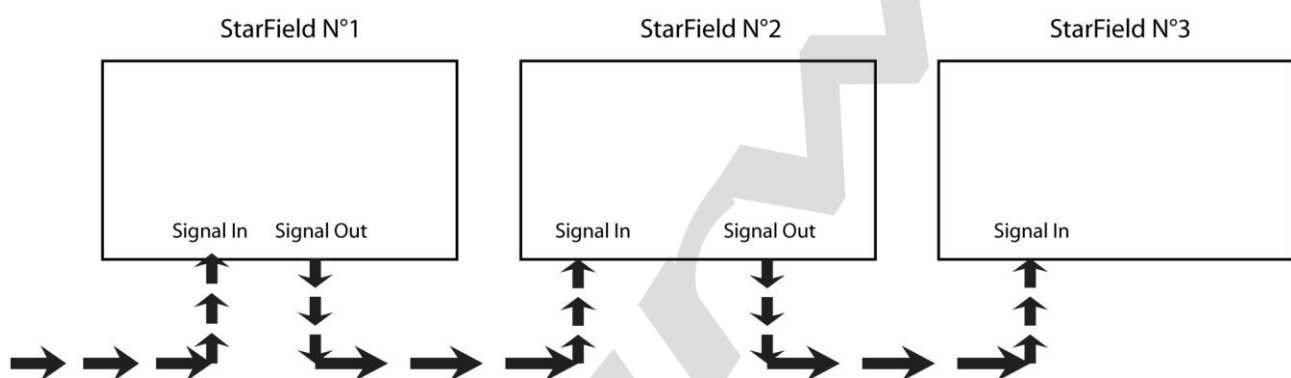 StarField N°1
StarField N°2
StarField N°3
Signal In
Signal Out
Signal In
Signal Out
Signal In